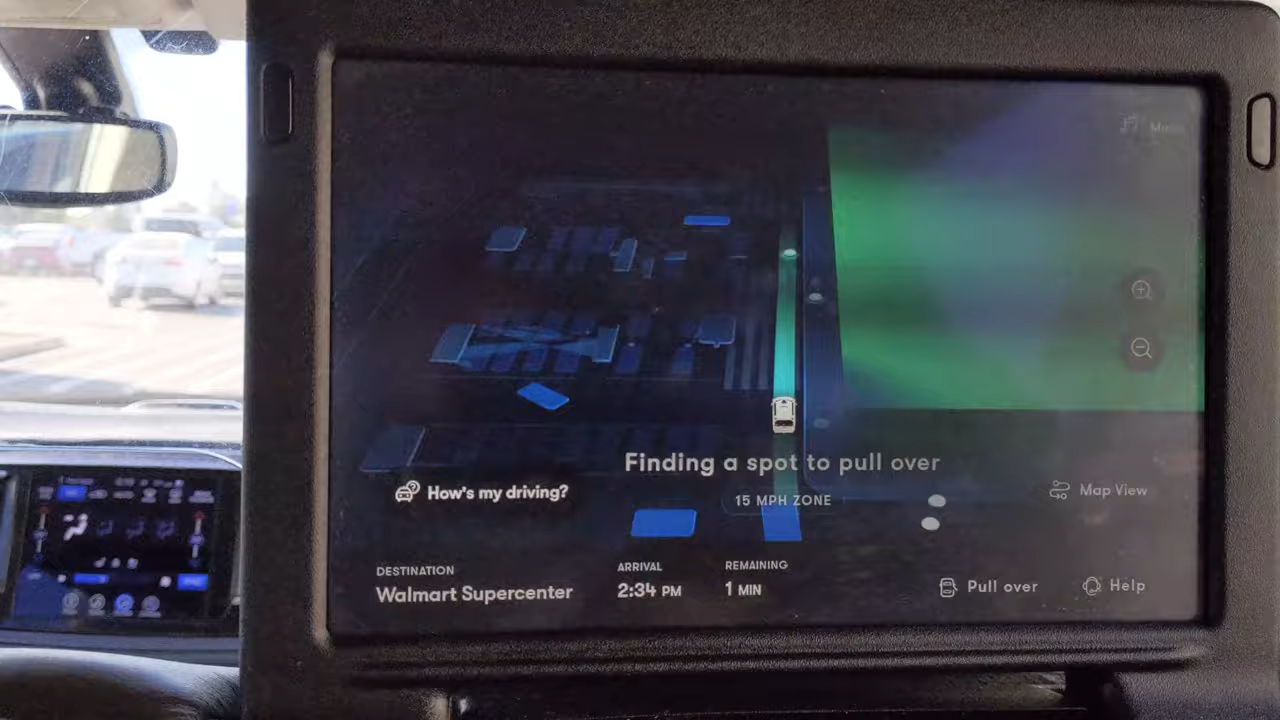 Music
Finding a spot to pull over
How's my driving?
15 MPH ZONE
Map View
DESTINATION
Walmart Supercenter
ARRIVAL
2:34 PM
REMAINING
1 MIN
Pull over
Help